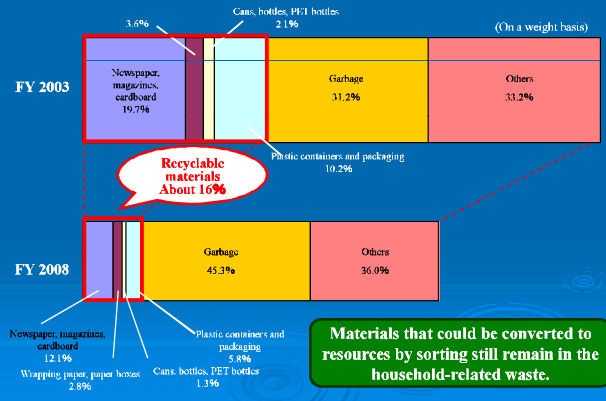 Cans, bottles, PET bottles
3.6%
2.1%
(On a weight basis)
FY 2003
Newspaper,
magazines,
cardboard
19.7%
Garbage
31.2%
Others
33.2%
Plastic containers and packaging
10.2%
Recyclable
materials
About 16%
FY 2008
Garbage
45.3%
Others
36.0%
Newspaper, magazines,
cardboard
12.1%
Plastic containers and
packaging
5.8%
Wrapping paper, paper boxes
2.8%
Cans, bottles, PET bottles
1.3%
Materials that could be converted to
resources by sorting still remain in the
household-related waste.